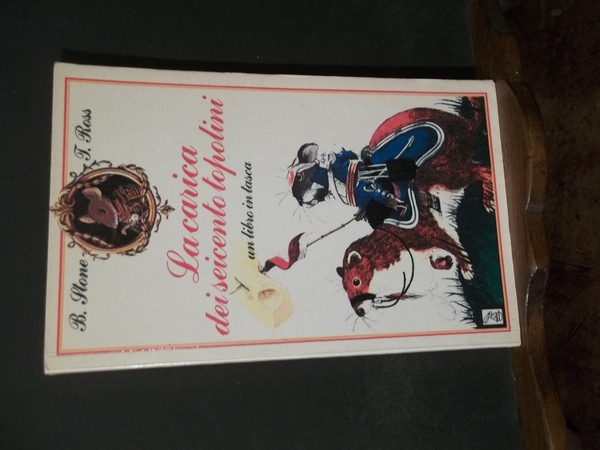 B. Stone - T. Ross
La carica
dei seicento topolini
un libro in tasca